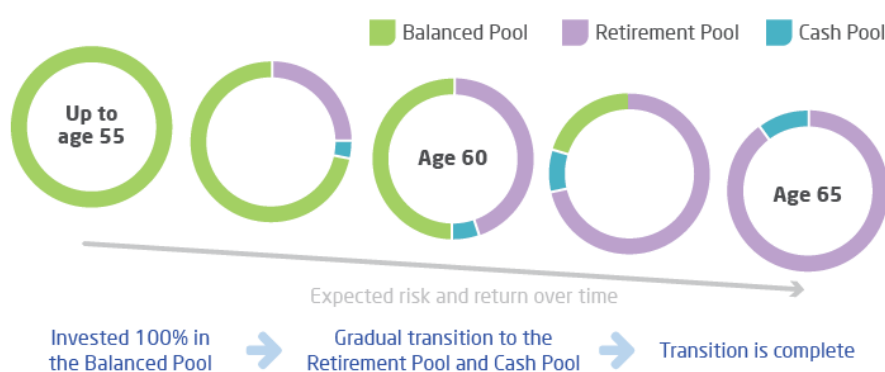 Balanced Pool
Retirement Pool
Cash Pool
Up to
age 55
Age 60
Age 65
Expected risk and return over time
Invested 100% in
the Balanced Pool
Gradual transition to the
Retirement Pool and Cash Pool
Transition is complete